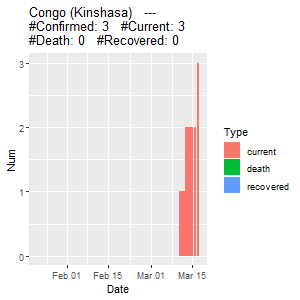 Congo (Kinshasa)   ---
#Confirmed: 3   #Current: 3
#Death: 0   #Recovered: 0
3
2
1
0
Num
Feb 01
Feb 15
Mar 01
Mar 15
Date
Type
current
death
recovered